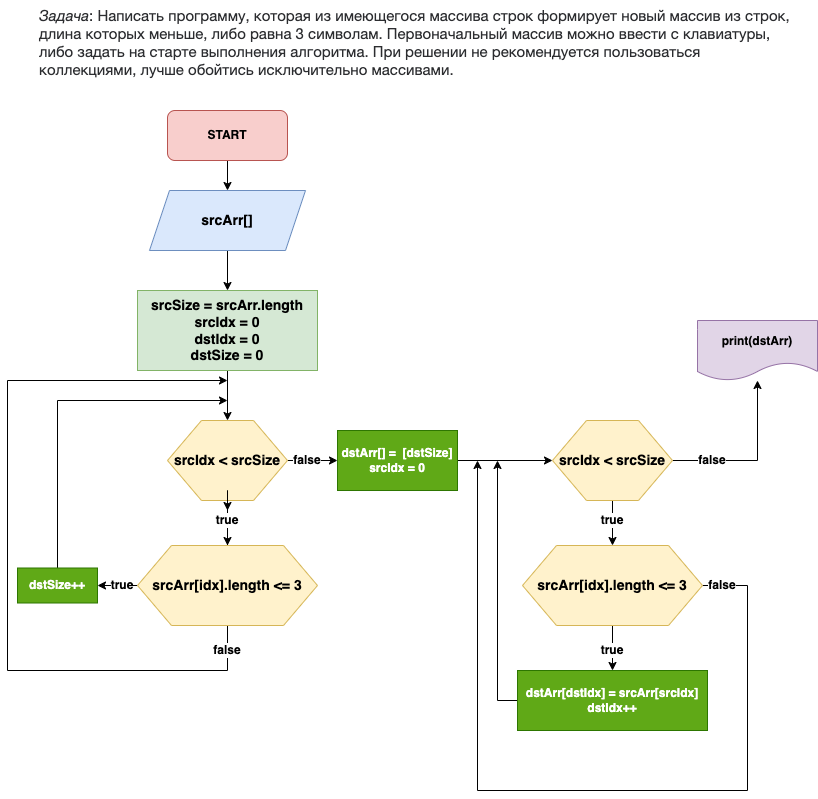 Задача: Написать программу, которая из имеющегося массива строк формирует новый массив из строк,
длина которых меньше, либо равна 3 символам. Первоначальный массив можно ввести с клавиатуры,
либо задать на старте выполнения алгоритма. При решении не рекомендуется пользоваться
коллекциями, лучше обойтись исключительно массивами.
START
srcArr[]
srcSize = srcArr.length
srcIdx = 0
dstIdx = 0
dstSize = 0
print(dstArr)
srcIdx < srcSize
false
dstArr[] = [dstSize]
srcIdx = 0
srcIdx < srcSize
false
true
true
dstSize++
true
srcArr[idx].length <= 3
srcArr[idx].length <= 3
false
false
true
dstArr[dstIdx] = srcArr[srcIdx]
dstIdx++